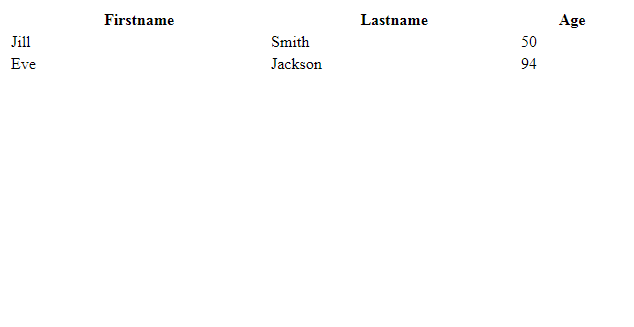 Firstname Lastname Age
Jill Smith 50
Eve Jackson 94